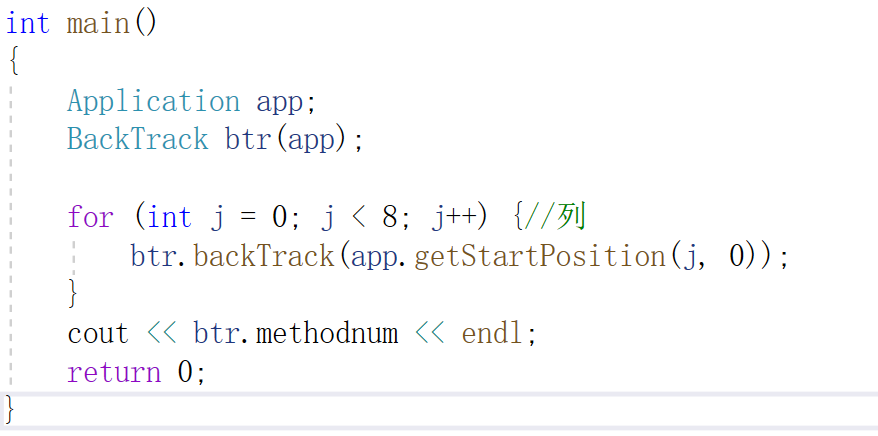 int main()
{
    Application app;
    BackTrack btr(app);
    for (int j = 0; j < 8; j++) {//列
        btr.backTrack(app.getStartPosition(j, 0));
    }
    cout << btr.methodnum << endl;
    return 0;
}